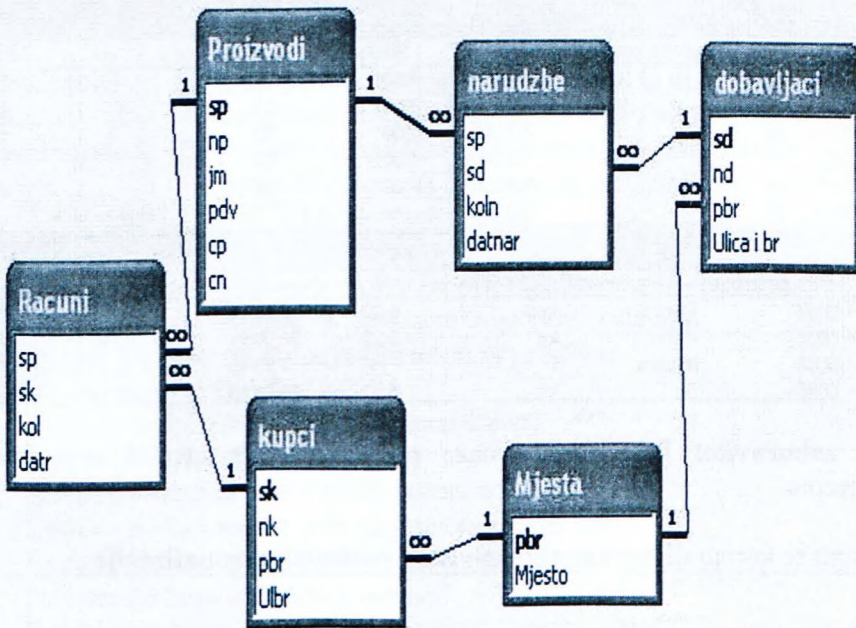 Proizvodi
1
sp
np
jm
pdv
cp
cn
1
∞
narudzbe
sp
sd
koln
datnar
∞
1
dobavljaci
sd
nd
pbr
Ulica i br
∞
Racuni
sp
sk
kol
datr
∞
∞
1
kupci
sk
nk
pbr
Ulbr
∞
1
Mjesta
pbr
Mjesto
1